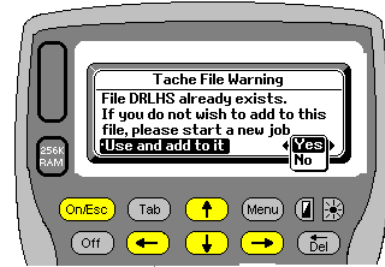 Tache File Warning
File DRLHS already exists.
If you do not wish to add to this
file, please start a new job
Use and add to it
Yes
No
256K
RAM
On/Esc
Tab
Menu
Off
Del